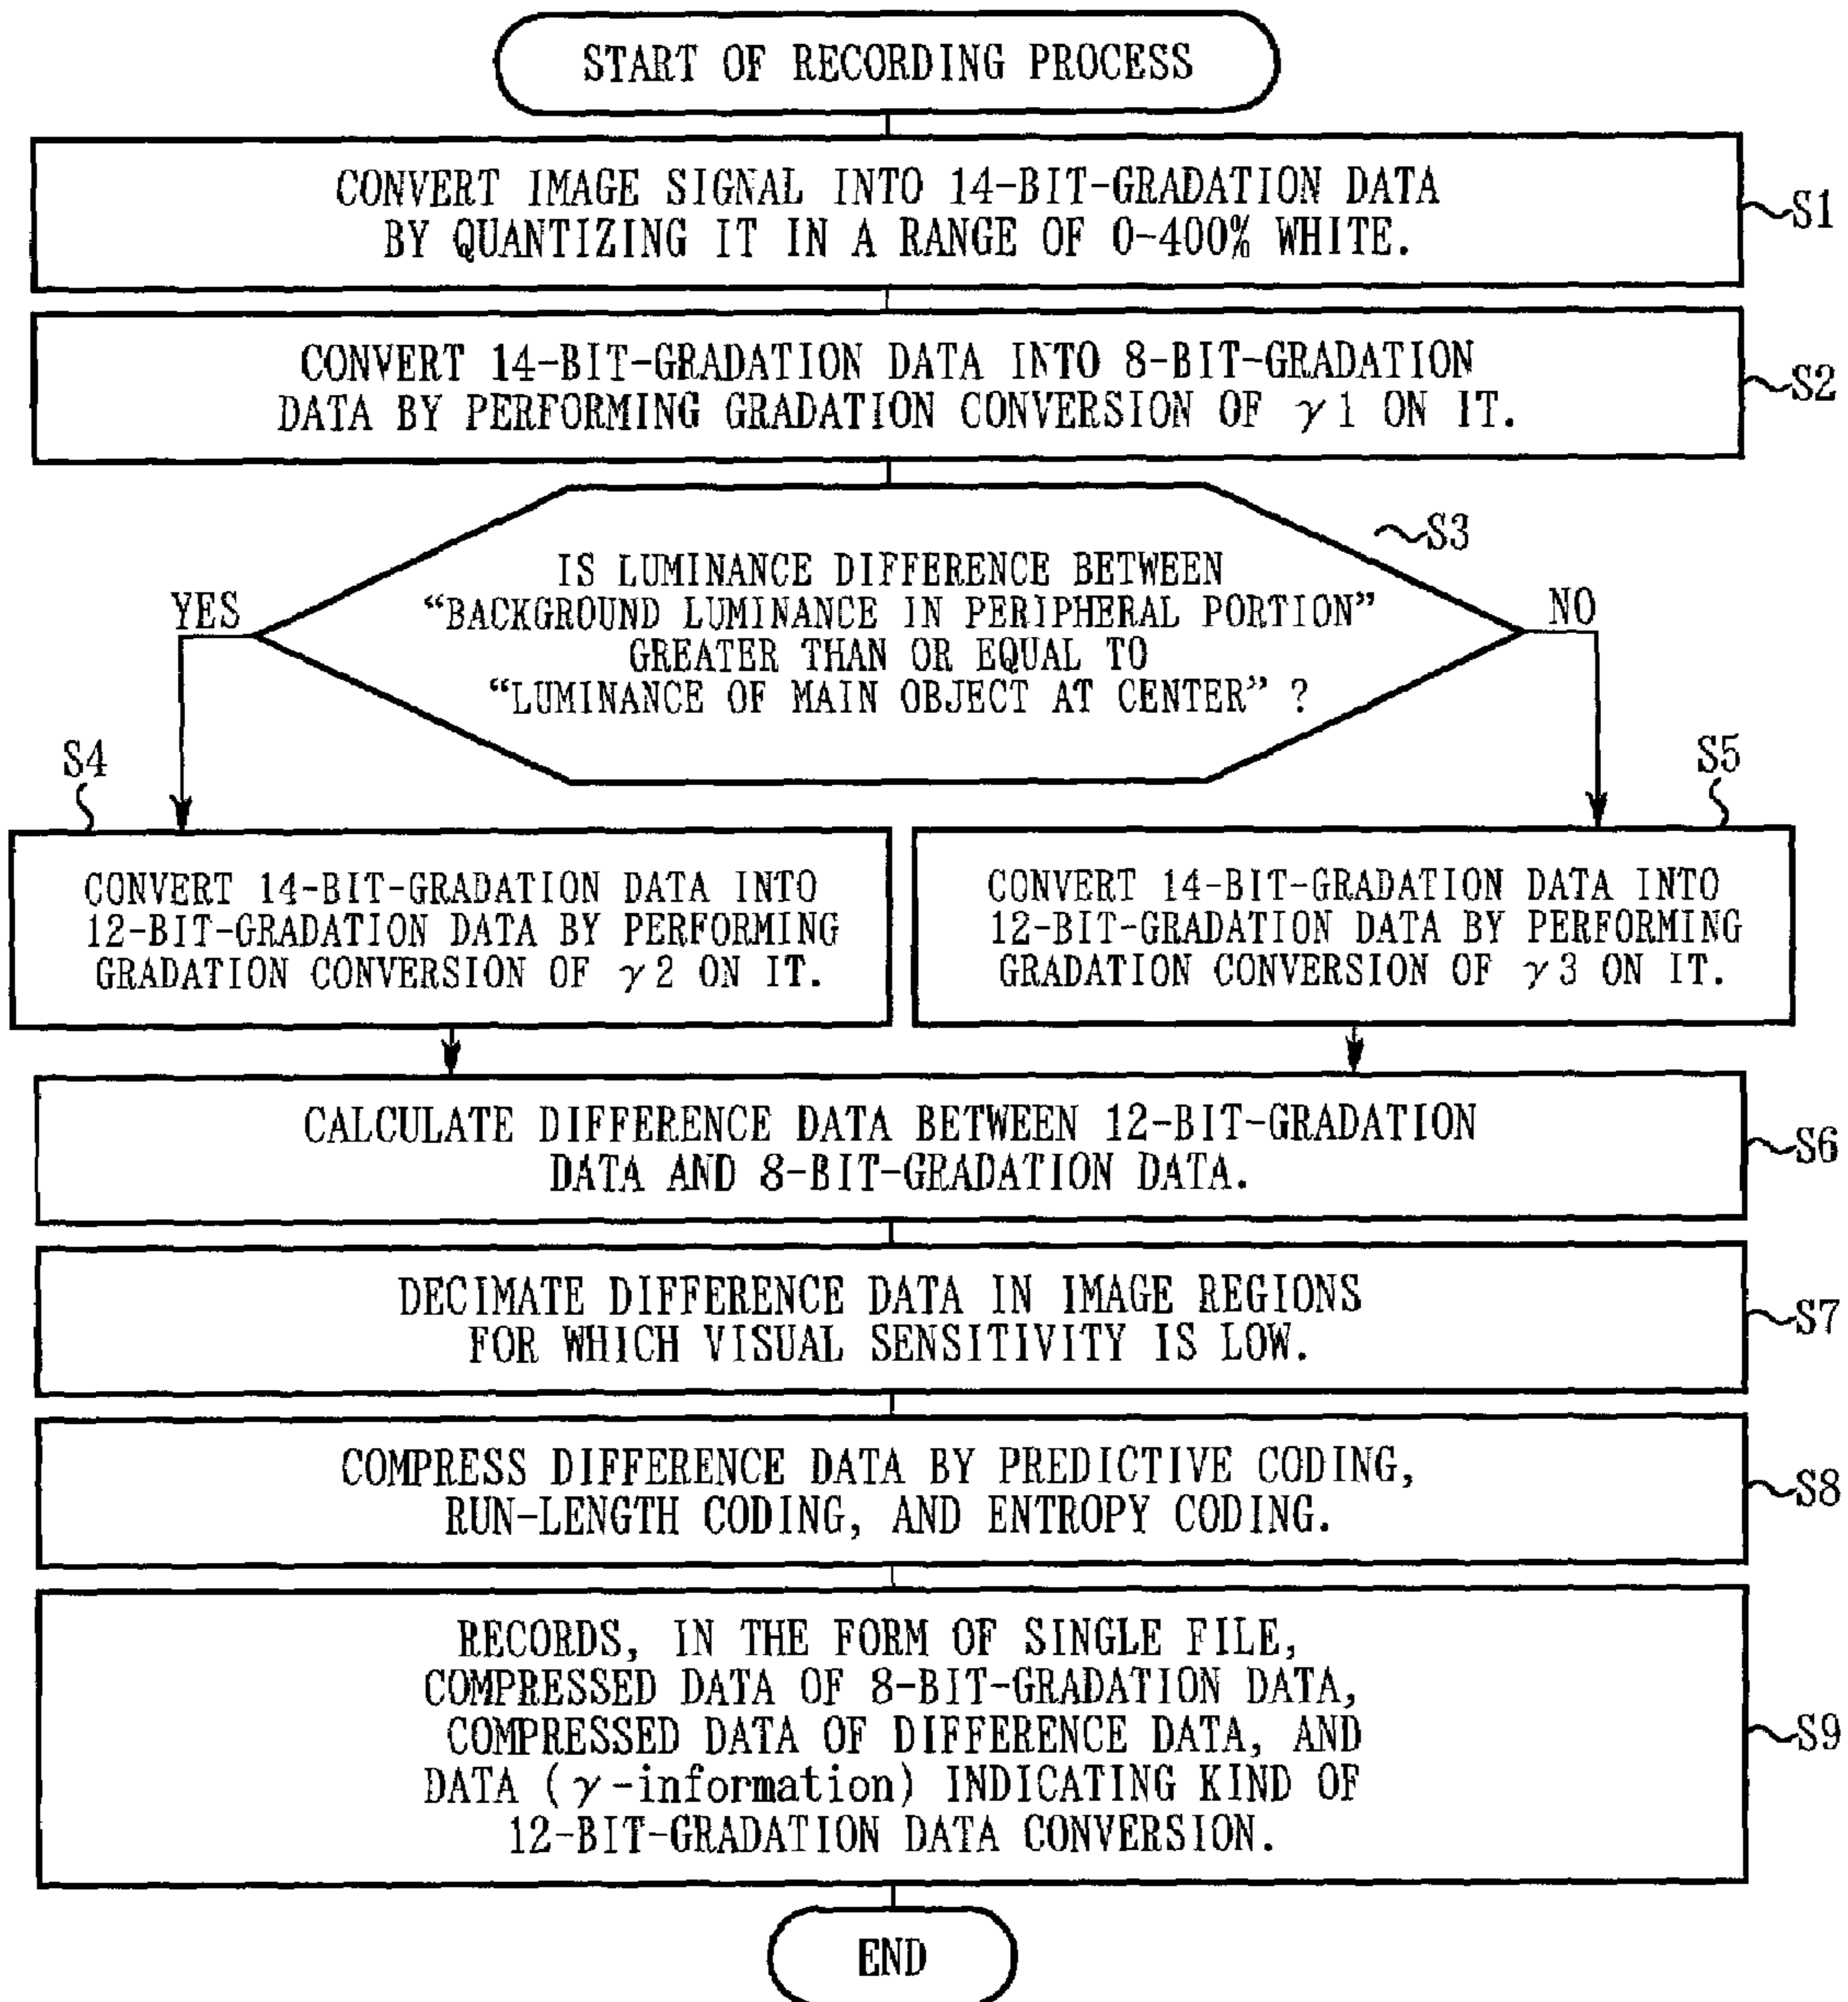 START OF RECORDING PROCESS
CONVERT IMAGE SIGNAL INTO 14-BIT-GRADATION DATA
BY QUANTIZING IT IN A RANGE OF 0-400% WHITE.
S1
CONVERT 14-BIT-GRADATION DATA INTO 8-BIT-GRADATION
DATA BY PERFORMING GRADATION CONVERSION OF γ1 ON IT.
S2
S3
IS LUMINANCE DIFFERENCE BETWEEN
“BACKGROUND LUMINANCE IN PERIPHERAL PORTION”
GREATER THAN OR EQUAL TO
“LUMINANCE OF MAIN OBJECT AT CENTER” ?
YES
NO
S4
CONVERT 14-BIT-GRADATION DATA INTO
12-BIT-GRADATION DATA BY PERFORMING
GRADATION CONVERSION OF γ2 ON IT.
S5
CONVERT 14-BIT-GRADATION DATA INTO
12-BIT-GRADATION DATA BY PERFORMING
GRADATION CONVERSION OF γ3 ON IT.
CALCULATE DIFFERENCE DATA BETWEEN 12-BIT-GRADATION
DATA AND 8-BIT-GRADATION DATA.
S6
DECIMATE DIFFERENCE DATA IN IMAGE REGIONS
FOR WHICH VISUAL SENSITIVITY IS LOW.
S7
COMPRESS DIFFERENCE DATA BY PREDICTIVE CODING,
RUN-LENGTH CODING, AND ENTROPY CODING.
S8
RECORDS, IN THE FORM OF SINGLE FILE,
COMPRESSED DATA OF 8-BIT-GRADATION DATA,
COMPRESSED DATA OF DIFFERENCE DATA, AND
DATA (γ-information) INDICATING KIND OF
12-BIT-GRADATION DATA CONVERSION.
S9
END